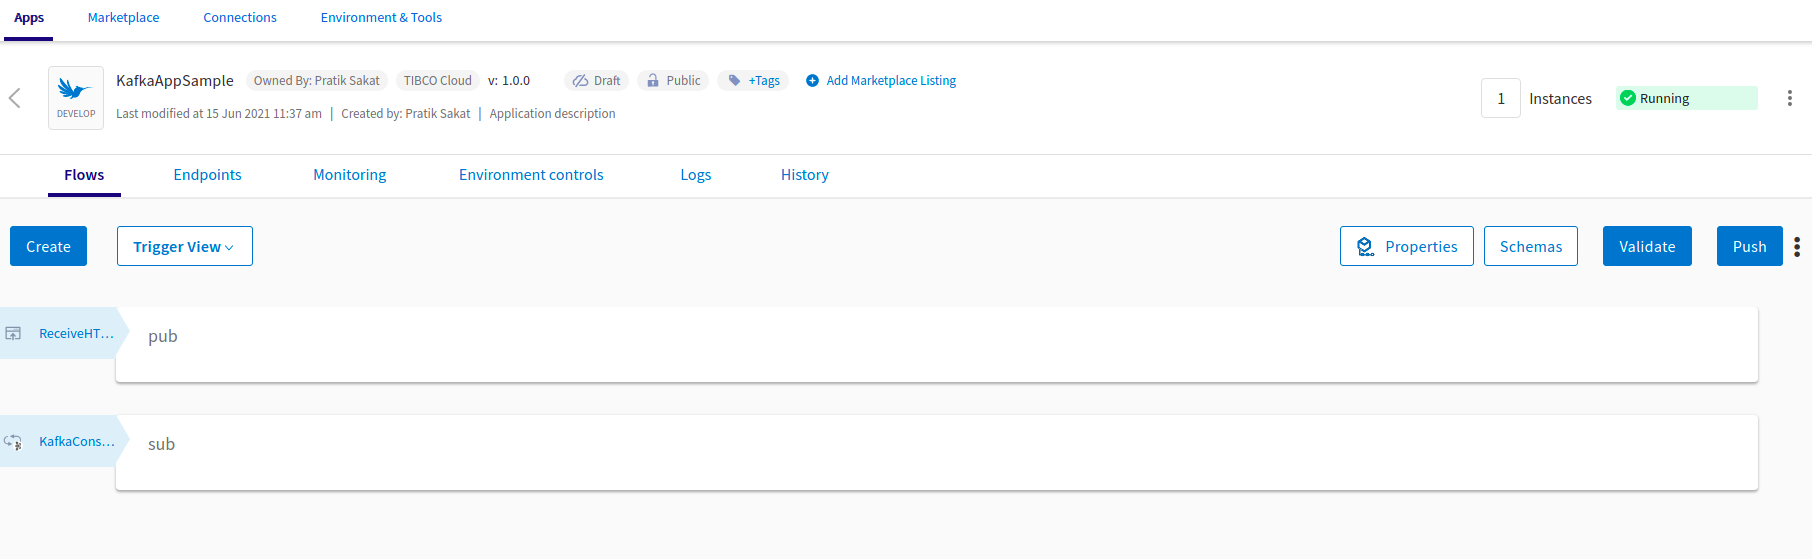 Apps Marketplace Connections Environment & Tools
KafkaAppSample Owned By: Pratik Sakat TIBCO Cloud v: 1.0.0 Draft Public +Tags Add Marketplace Listing
DEVELOP
Last modified at 15 Jun 2021 11:37 am | Created by: Pratik Sakat | Application description
1 Instances Running
Flows Endpoints Monitoring Environment controls Logs History
Create Trigger View Properties Schemas Validate Push
ReceiveHT... pub
KafkaCons... sub